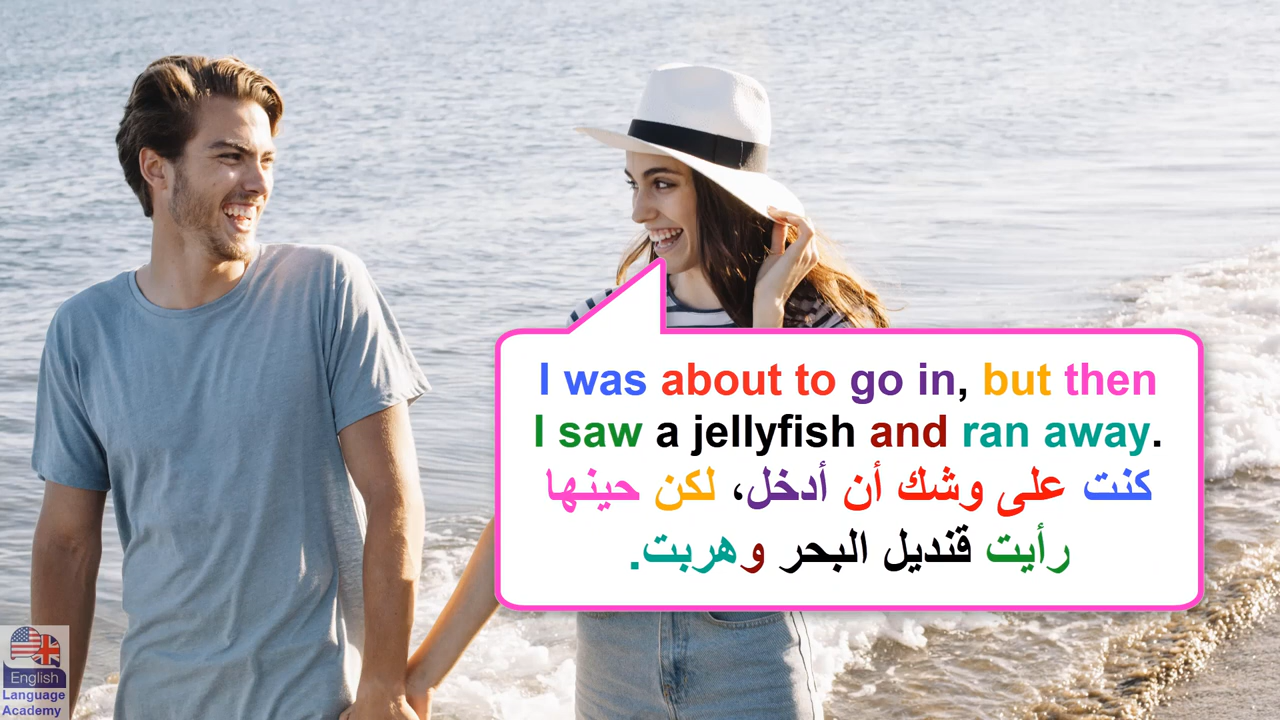 I was about to go in, but then
I saw a jellyfish and ran away.
كنت على وشك أن أدخل، لكن حينها
رأيت قنديل البحر وهربت.
English
Language
Academy